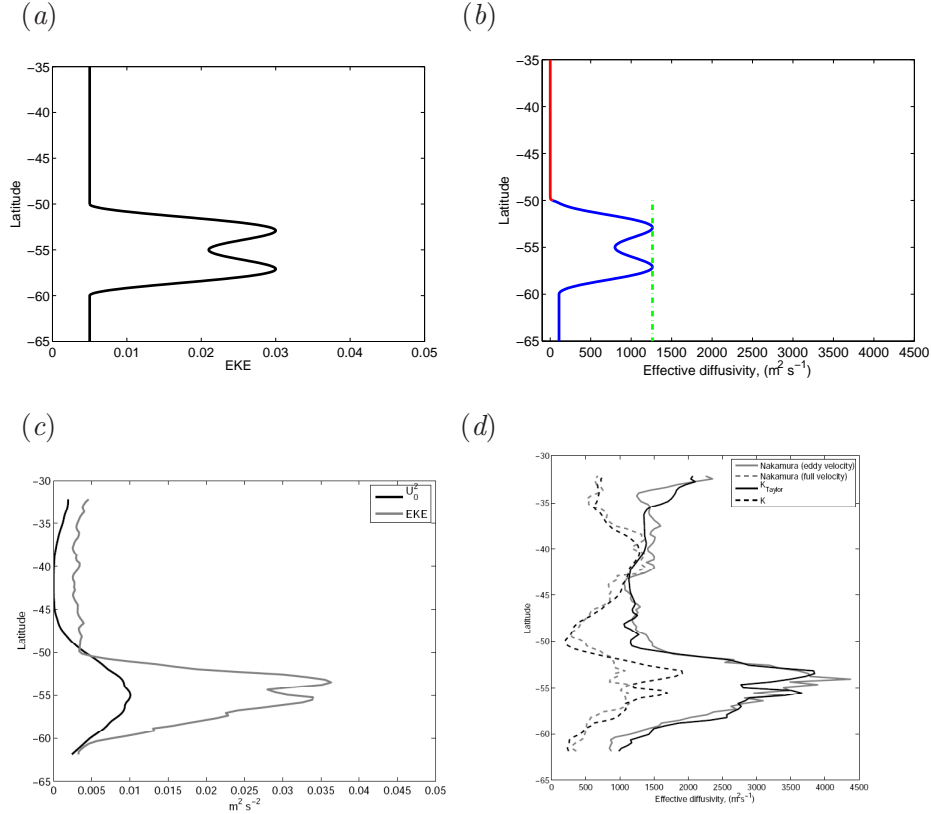 (a)
−35
−40
−45
−50
−55
−60
−65
Latitude
0 0.01 0.02 0.03 0.04 0.05
EKE
(b)
−35
−40
−45
−50
−55
−60
−65
Latitude
0 500 1000 1500 2000 2500 3000 3500 4000 4500
Effective diffusivity, (m² s⁻¹)
(c)
−30
−35
−40
−45
−50
−55
−60
−65
Latitude
U₀²
EKE
0 0.005 0.01 0.015 0.02 0.025 0.03 0.035 0.04 0.045 0.05
m² s⁻²
(d)
−30
−35
−40
−45
−50
−55
−60
−65
Latitude
Nakamura (eddy velocity)
Nakamura (full velocity)
K_Taylor
K
0 500 1000 1500 2000 2500 3000 3500 4000 4500
Effective diffusivity, (m²s⁻¹)